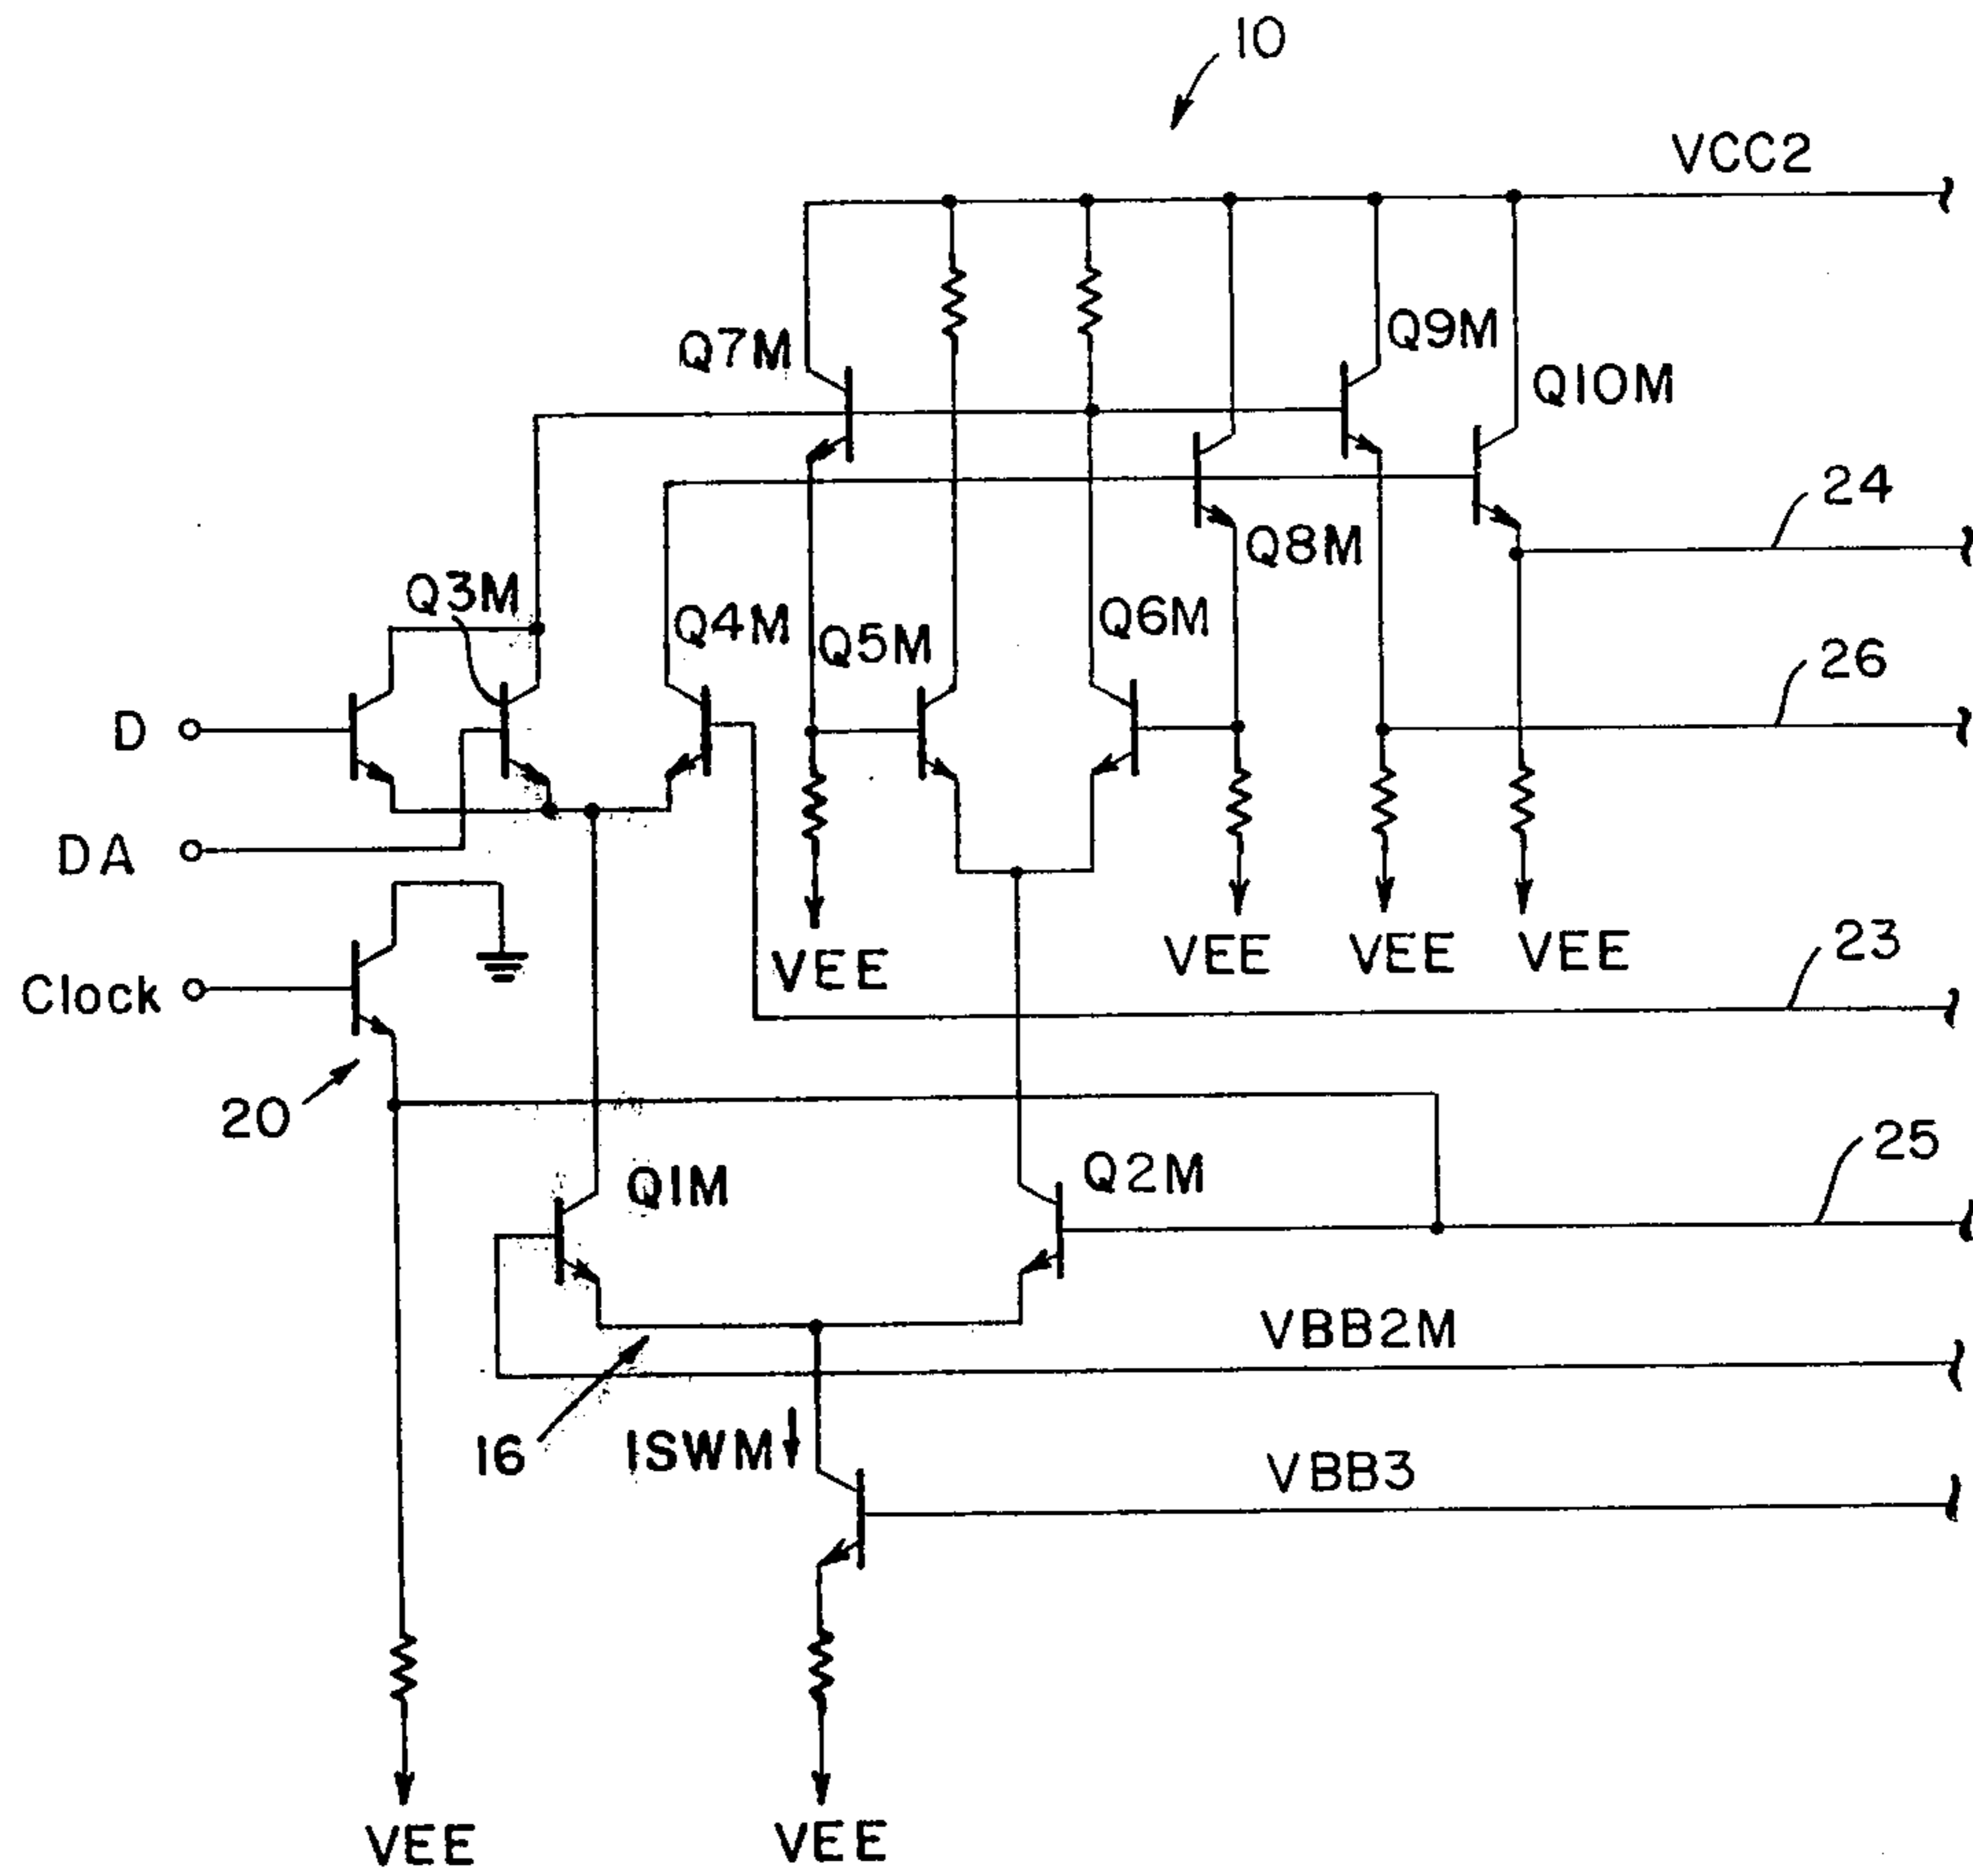 10
VCC2
Q7M
Q9M
Q10M
24
Q8M
Q3M
Q4M
Q5M
Q6M
26
D
DA
VEE
VEE
VEE
VEE
23
Clock
20
25
Q1M
Q2M
VBB2M
16
ISWM
VBB3
VEE
VEE